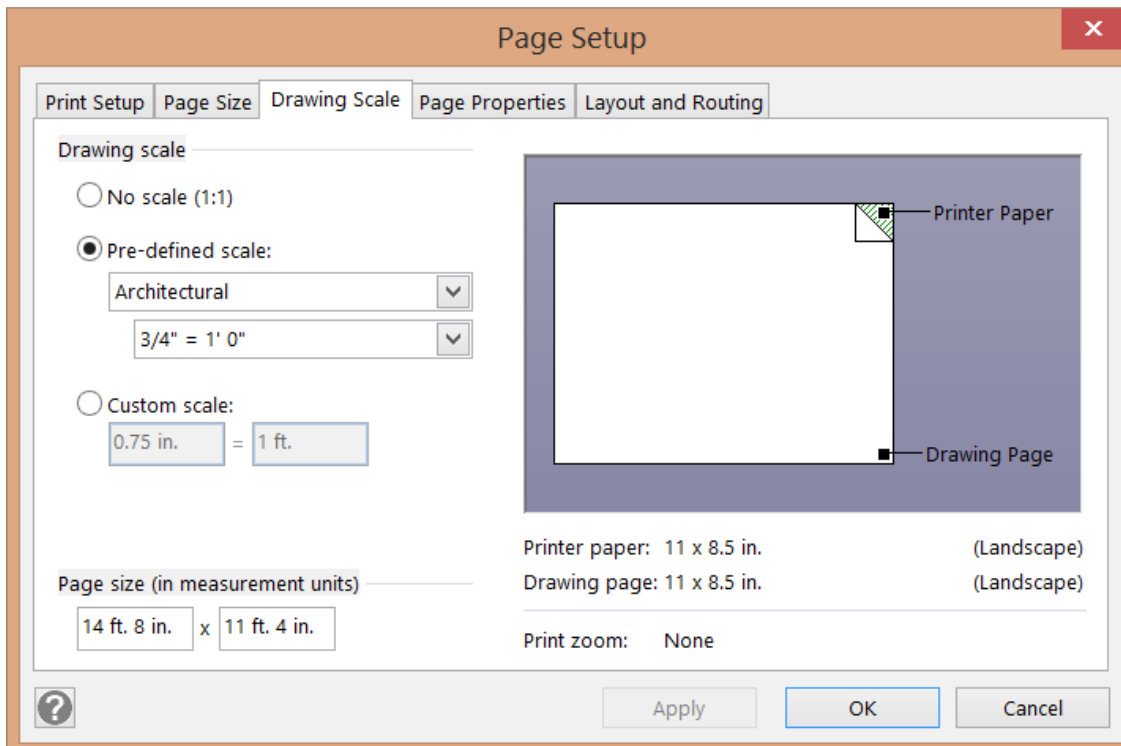 Page Setup
x
Print Setup Page Size Drawing Scale Page Properties Layout and Routing
Drawing scale
No scale (1:1)
Pre-defined scale:
Architectural
3/4" = 1' 0"
Custom scale:
0.75 in. = 1 ft.
Page size (in measurement units)
14 ft. 8 in. x 11 ft. 4 in.
Printer Paper
Drawing Page
Printer paper: 11 x 8.5 in. (Landscape)
Drawing page: 11 x 8.5 in. (Landscape)
Print zoom: None
? Apply OK Cancel